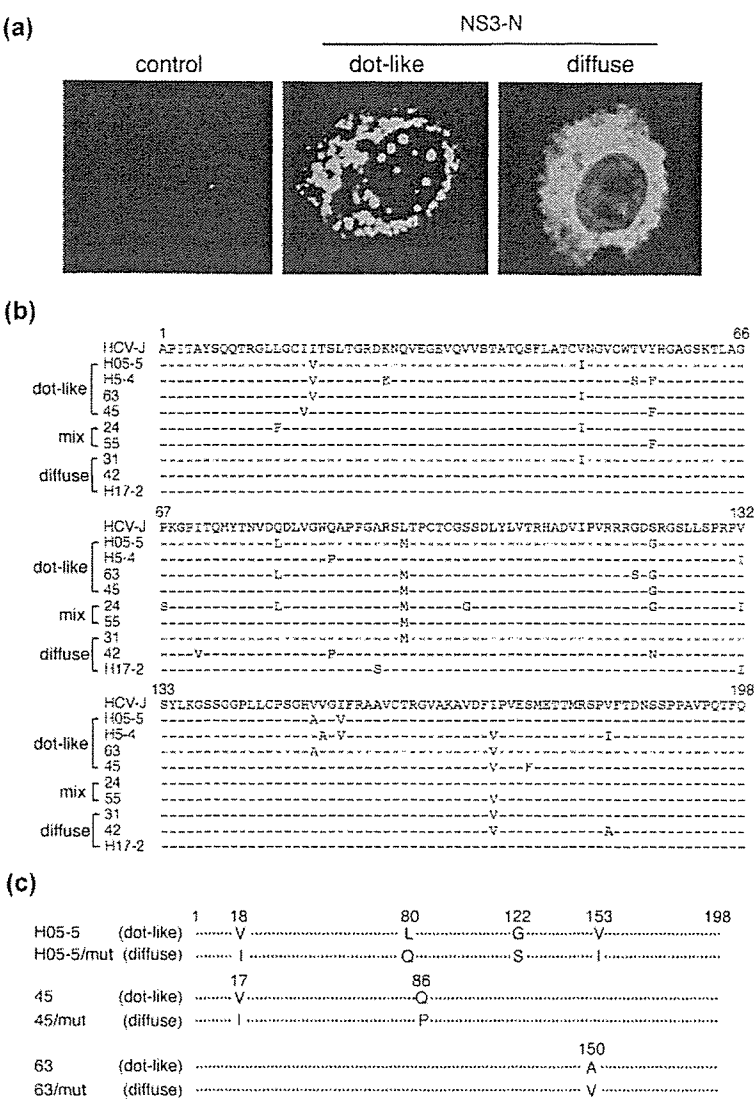 (a)
NS3-N
control dot-like diffuse
(b)
1 66
HCV-J APITAYSQQTRGLLGCIITSLTGRDKNQVEGEVQVVSTATQSFLATCVNGVCWTVYHGAGSKTLAG
dot-like
H05-5 V I
H5-4 V K S F
63 V I
45 V F
mix
24 F I
55 F
diffuse
31 I
42
H17-2
67 132
HCV-J PKGPITQMYTNVDQDLVGWQAPPGARSLTPCTCGSSDLYLVTRHADVIPVRRRGDSRGSLLSPRPV
dot-like
H05-5 L M G
H5-4 P I
63 L M S G
45 M G
mix
24 S L M G G I
55 M
diffuse
31 M
42 V P N
H17-2 S I
133 198
HCV-J SYLKGSSGGPLLCPSGHVVGIFRAAVCTRGVAKAVDFIPVESMETTMRSPVFTDNSSPPAVPQTFQ
dot-like
H05-5 A V
H5-4 A V V I
63 A V
45 V F
mix
24
55 V
diffuse
31 V
42 V A
H17-2
(c)
1 18 80 122 153 198
H05-5 (dot-like) V L G V
H05-5/mut (diffuse) I Q S I
17 86
45 (dot-like) V Q
45/mut (diffuse) I P
150
63 (dot-like) A
63/mut (diffuse) V